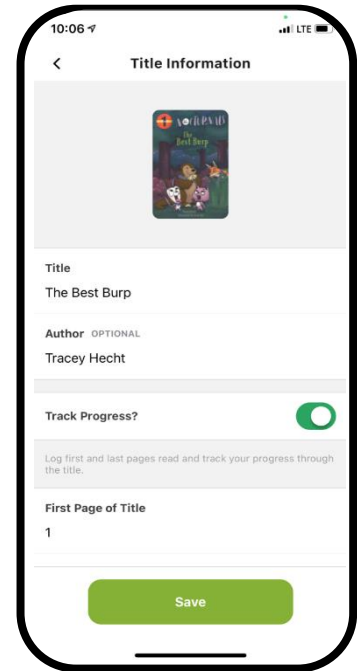 10:06
LTE
Title Information
The
Best Burp
Title
The Best Burp
Author OPTIONAL
Tracey Hecht
Track Progress?
Log first and last pages read and track your progress through
the title.
First Page of Title
1
Save